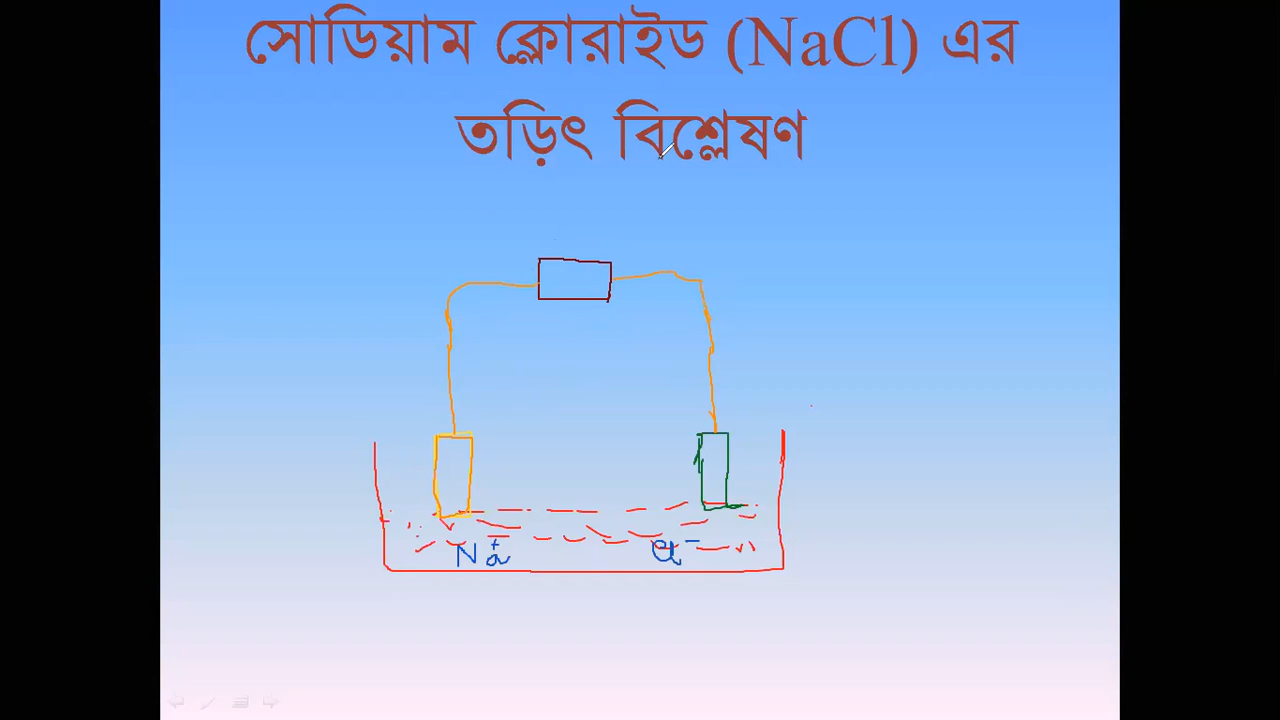 সোডিয়াম ক্লোরাইড (NaCl) এর
তড়িৎ বিশ্লেষণ
Na⁺ Cl⁻